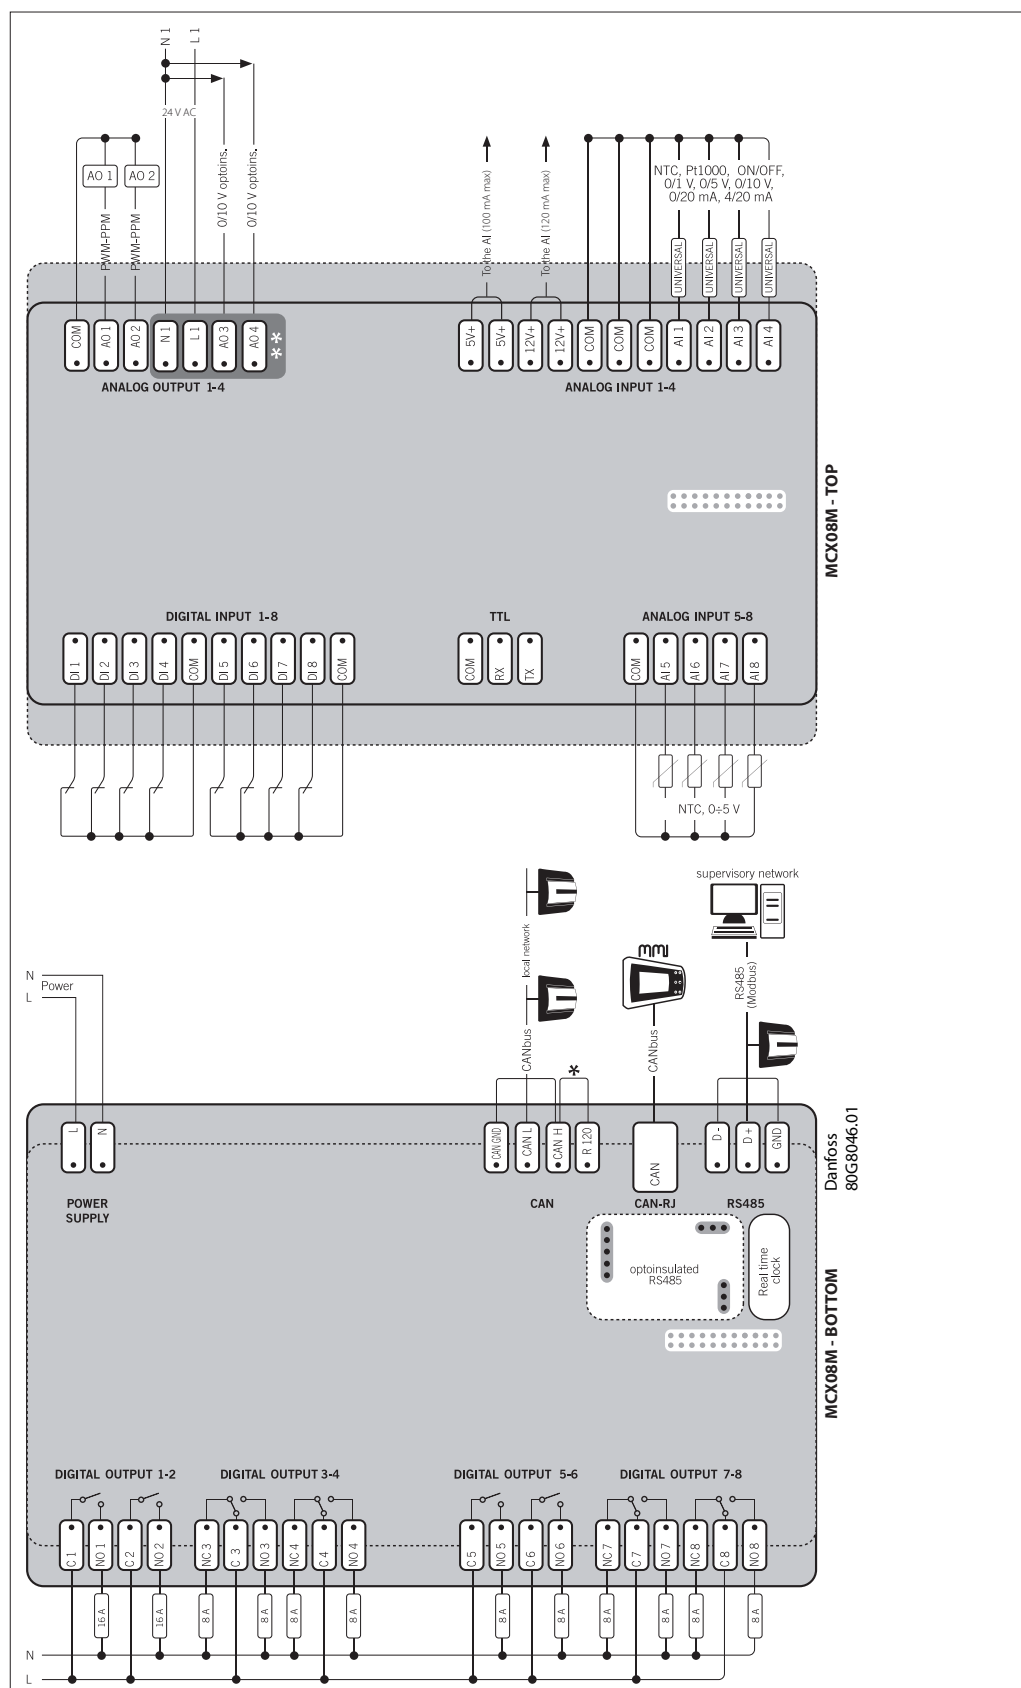 N 1
L 1
24 V AC
AO 1
AO 2
PWM-PPM
PWM-PPM
0/10 V optoins.
0/10 V optoins.
To the AI (100 mA max)
To the AI (120 mA max)
NTC, Pt1000, ON/OFF,
0/1 V, 0/5 V, 0/10 V,
0/20 mA, 4/20 mA
UNIVERSAL
UNIVERSAL
UNIVERSAL
UNIVERSAL
COM
AO 1
AO 2
N 1
L1
AO 3
AO 4
**
5V+
5V+
12V+
12V+
COM
COM
COM
AI 1
AI 2
AI 3
AI 4
ANALOG OUTPUT 1-4
ANALOG INPUT 1-4
MCX08M - TOP
DIGITAL INPUT 1-8
TTL
ANALOG INPUT 5-8
DI 1
DI 2
DI 3
DI 4
COM
DI 5
DI 6
DI 7
DI 8
COM
COM
RX
TX
COM
AI 5
AI 6
AI 7
AI 8
NTC, 0÷5 V
supervisory network
local network
MMI
RS485
(Modbus)
N
Power
L
CANbus
*
CANbus
L
N
CAN GND
CAN L
CAN H
R 120
CAN
D -
D +
GND
Danfoss
80G8046.01
POWER
SUPPLY
CAN
CAN-RJ
RS485
optoinsulated
RS485
Real time
clock
MCX08M - BOTTOM
DIGITAL OUTPUT 1-2
DIGITAL OUTPUT 3-4
DIGITAL OUTPUT 5-6
DIGITAL OUTPUT 7-8
C 1
NO 1
C 2
NO 2
NC 3
C 3
NO 3
NC 4
C 4
NO 4
C 5
NO 5
C 6
NO 6
NC 7
C 7
NO 7
NC 8
C 8
NO 8
16 A
16 A
8 A
8 A
8 A
8 A
8 A
8 A
8 A
8 A
8 A
8 A
N
L